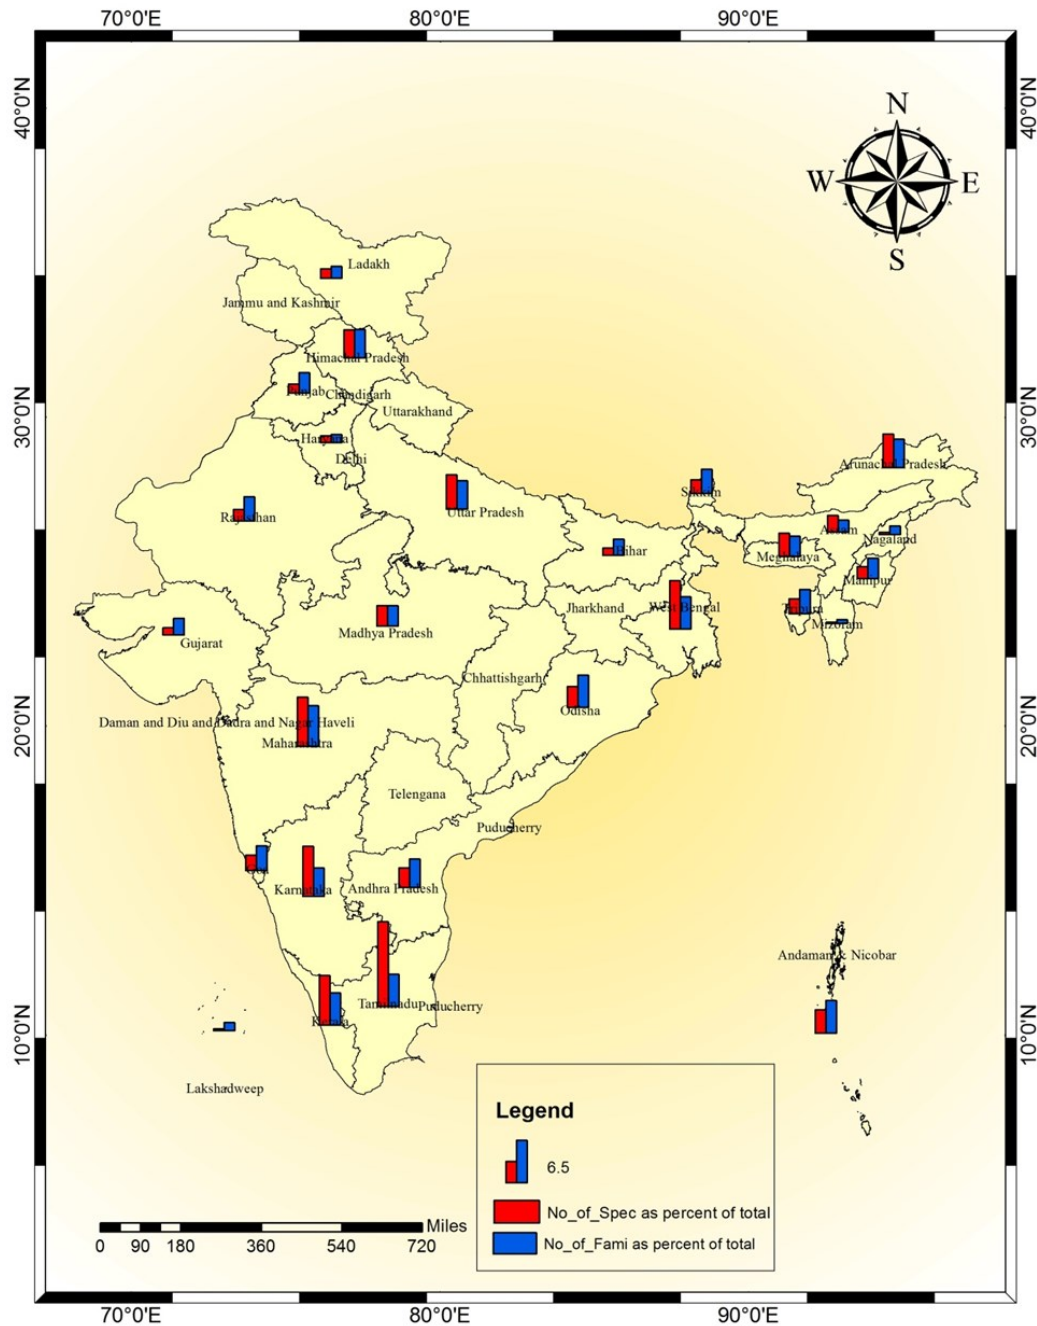 70°0'E 80°0'E 90°0'E
40°0'N 40°0'N
N
W E
S
Ladakh
Jammu and Kashmir
Himachal Pradesh
Punjab
Chandigarh
30°0'N 30°0'N
Uttarakhand
Haryana
Delhi
Arunachal Pradesh
Sikkim
Rajasthan
Uttar Pradesh
Assam
Nagaland
Bihar
Meghalaya
Manipur
Jharkhand
West Bengal
Tripura
Mizoram
Madhya Pradesh
Gujarat
Chhattishgarh
Odisha
20°0'N 20°0'N
Daman and Diu and Dadra and Nagar Haveli
Maharashtra
Telengana
Puducherry
Goa
Karnataka
Andhra Pradesh
Andaman & Nicobar
Tamilnadu
Puducherry
Kerala
10°0'N 10°0'N
Lakshadweep
Legend
6.5
No_of_Spec as percent of total
No_of_Fami as percent of total
Miles
0 90 180 360 540 720
70°0'E 80°0'E 90°0'E